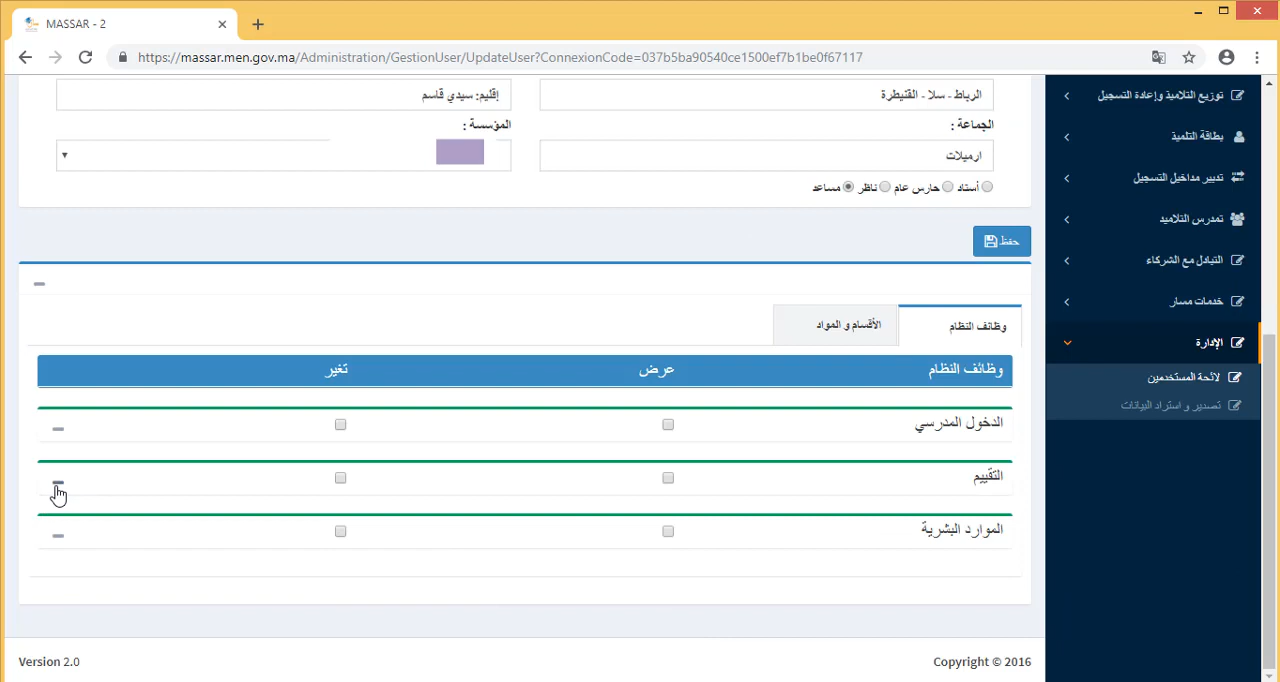 MASSAR - 2
https://massar.men.gov.ma/Administration/GestionUser/UpdateUser?ConnexionCode=037b5ba90540ce1500ef7b1be0f67117
الرباط - سلا - القنيطرة
إقليم: سيدي قاسم
الجماعة :
المؤسسة :
ارميلات
أستاد حارس عام ناظر مساعد
حفظ
وظائف النظام
الأقسام و المواد
وظائف النظام عرض تغير
الدخول المدرسي
التقييم
الموارد البشرية
توزيع التلاميذ وإعادة التسجيل
بطاقة التلميذ
تدبير مداخيل التسجيل
تمدرس التلاميد
التبادل مع الشركاء
خدمات مسار
الإدارة
لائحة المستخدمين
تصدير و استراد البيانات
Version 2.0
Copyright © 2016